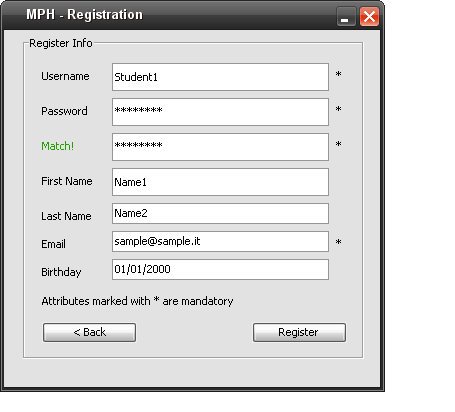 MPH - Registration
Register Info
Username Student1 *
Password ******** *
Match! ******** *
First Name Name1
Last Name Name2
Email sample@sample.it *
Birthday 01/01/2000
Attributes marked with * are mandatory
< Back Register